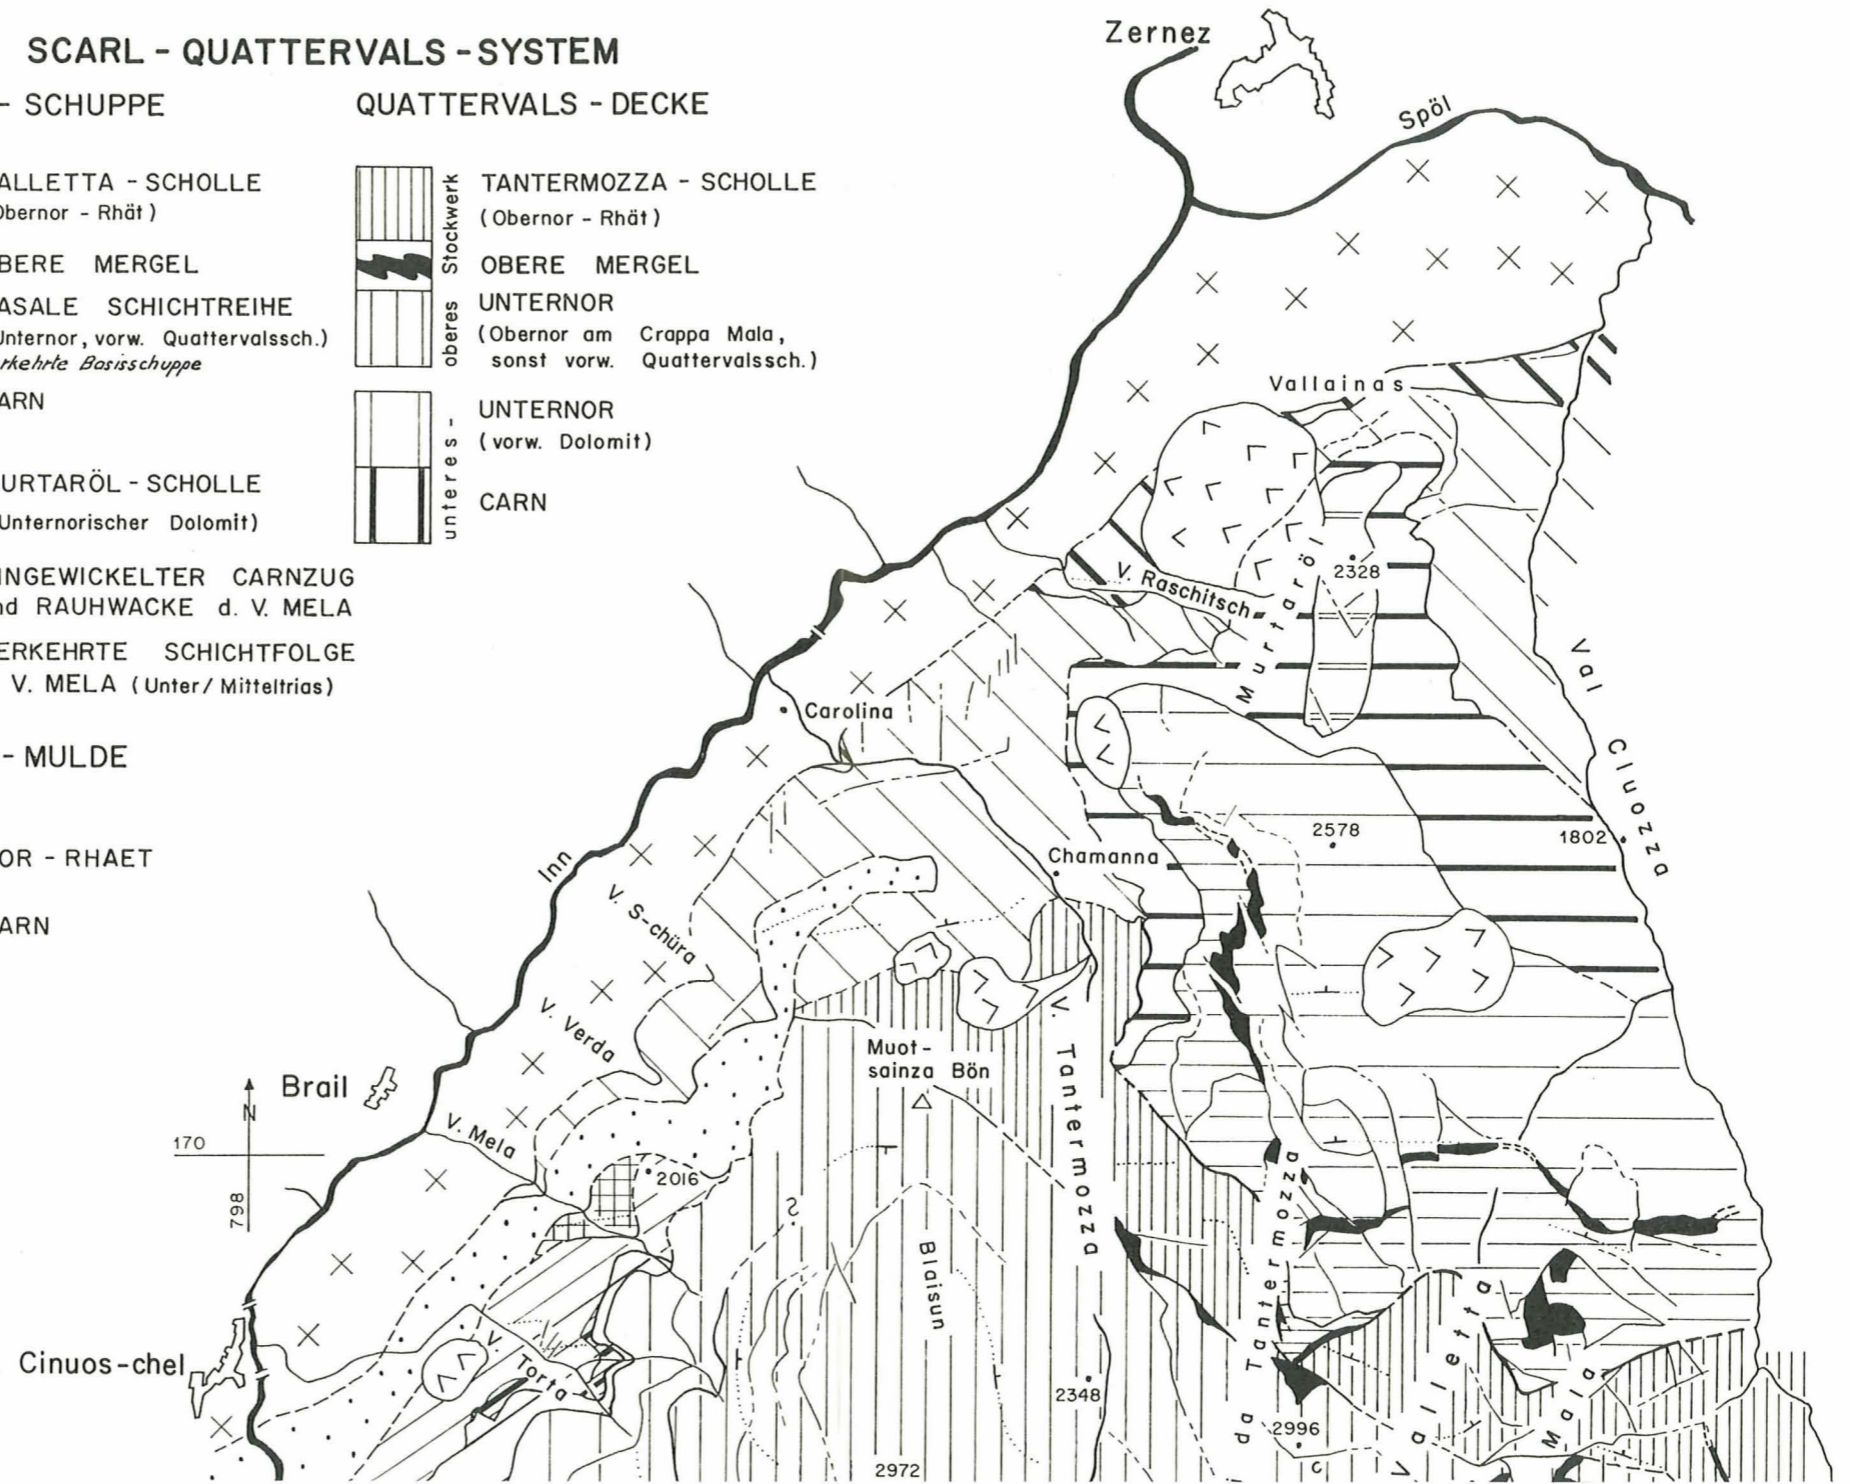 SCARL - QUATTERVALS - SYSTEM
- SCHUPPE
QUATTERVALS - DECKE
ALLETTA - SCHOLLE
Obernor - Rhät )
BERE MERGEL
ASALE SCHICHTREIHE
Unternor, vorw. Quattervalssch.)
rkehrte Basisschuppe
ARN
URTARÖL - SCHOLLE
(Unternorischer Dolomit)
INGEWICKELTER CARNZUG
nd RAUHWACKE d. V. MELA
ERKEHRTE SCHICHTFOLGE
V. MELA ( Unter / Mitteltrias)
- MULDE
OR - RHAET
ARN
oberes Stockwerk
unteres -
TANTERMOZZA - SCHOLLE
( Obernor - Rhät )
OBERE MERGEL
UNTERNOR
(Obernor am Crappa Mala,
sonst vorw. Quattervalssch.)
UNTERNOR
( vorw. Dolomit)
CARN
Zernez
Spöl
Vallainas
V. Raschitsch
Murtaröl
2328
Val Cluozza
Carolina
2578
1802
Chamanna
Inn
V. S-chüra
V. Verda
Muot-
sainza Bön
V. Tantermozza
Brail
N
170
798
V. Mela
2016
S
Blaisun
da Tantermozza
Valletta
Mala
Cinuos-chel
V. Torta
2348
2996
2972
c